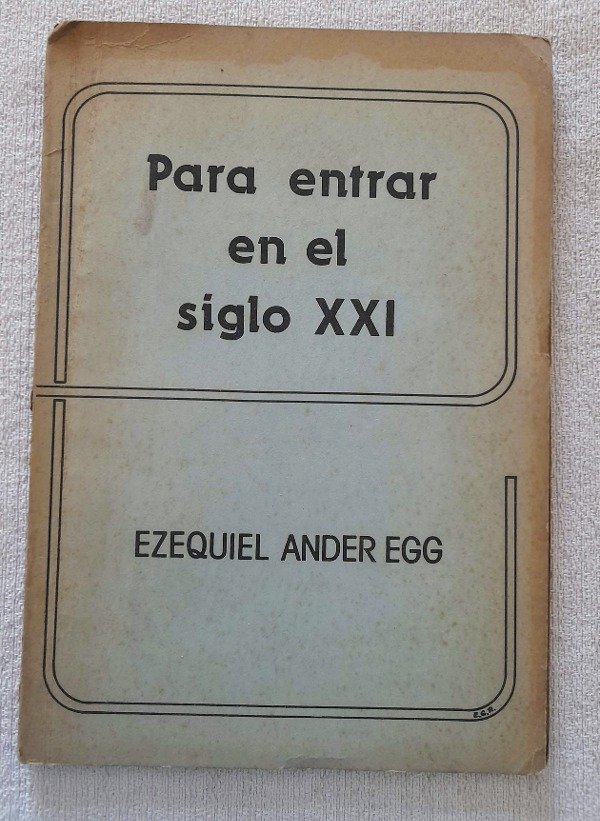 Para entrar
en el
siglo XXI
EZEQUIEL ANDER EGG
E.G.R.